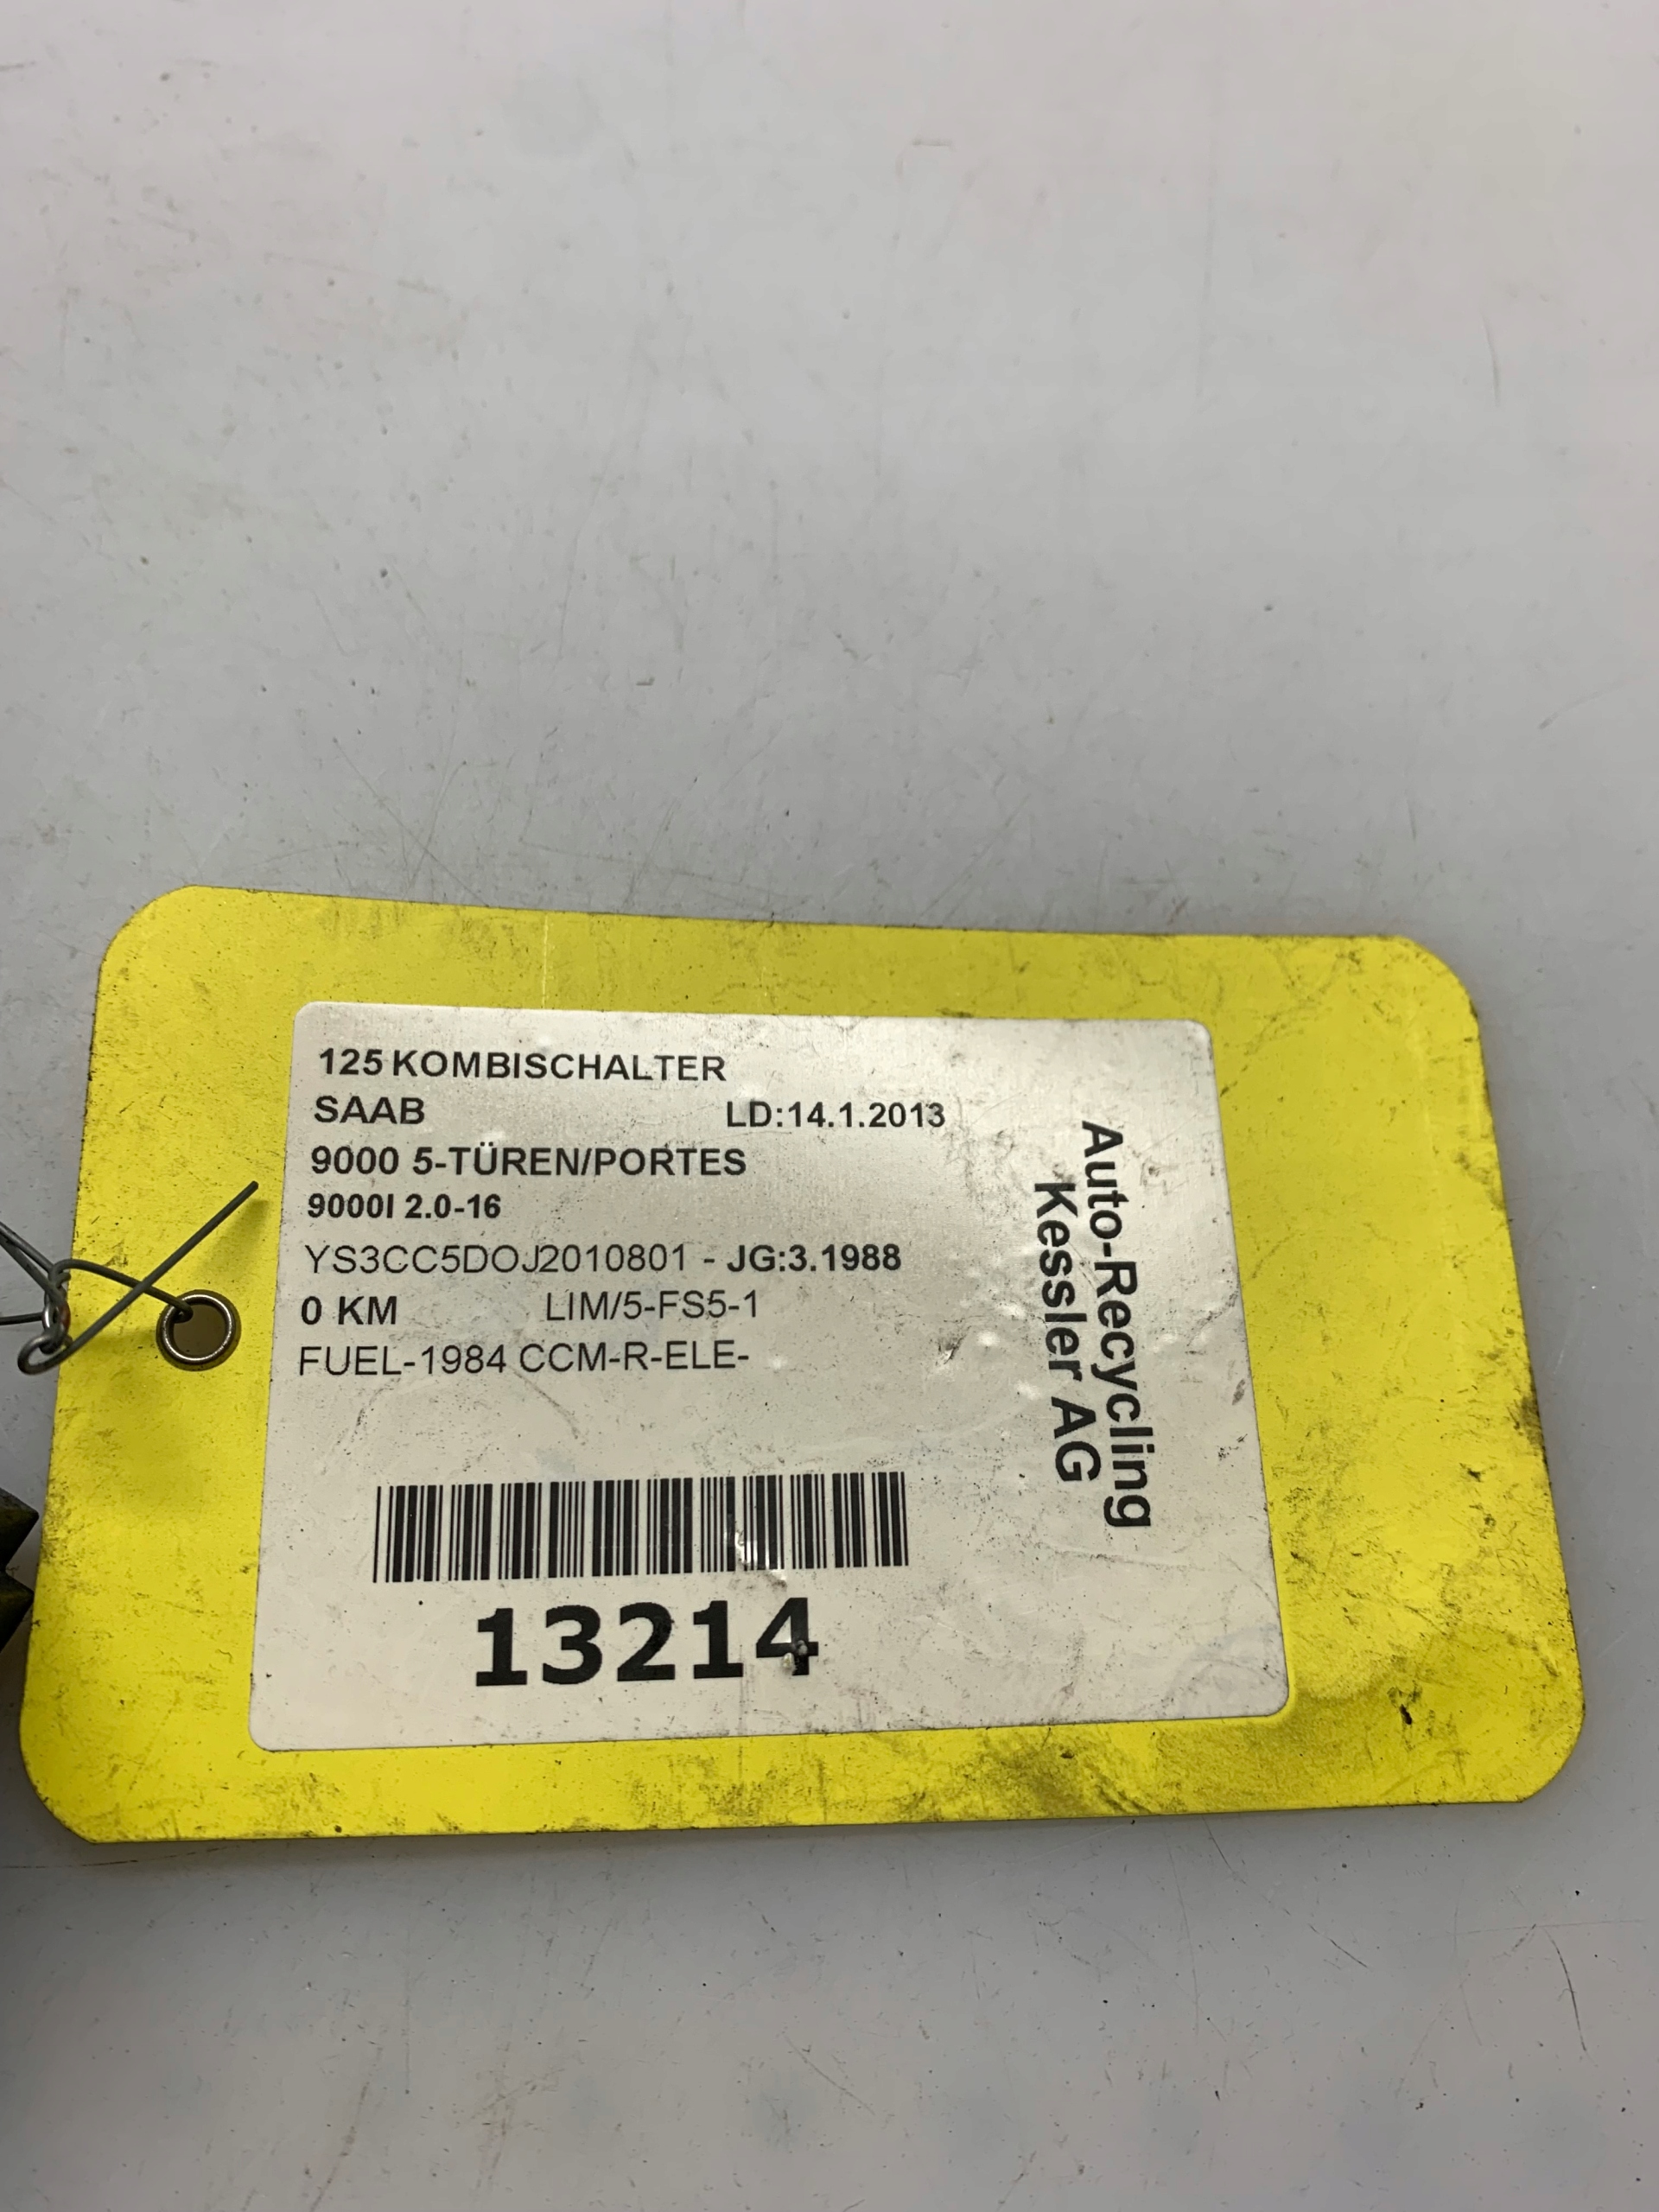 125 KOMBISCHALTER
SAAB LD:14.1.2013
9000 5-TÜREN/PORTES
9000I 2.0-16
YS3CC5DOJ2010801 - JG:3.1988
0 KM LIM/5-FS5-1
FUEL-1984 CCM-R-ELE-
13214
Auto-Recycling
Kessler AG